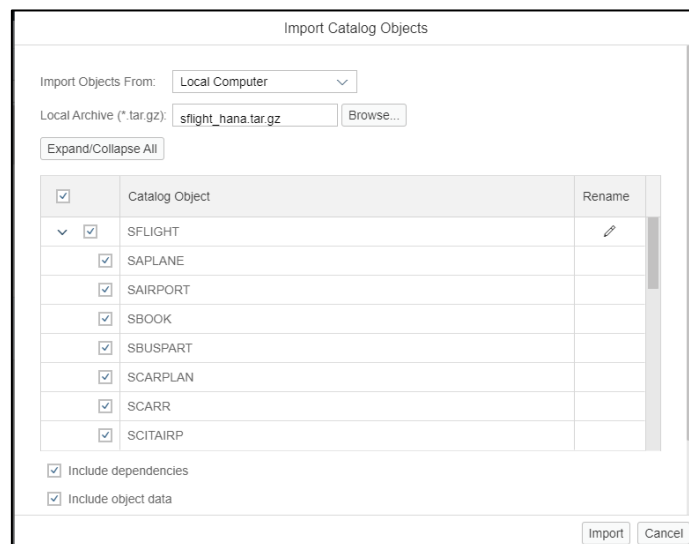 Import Catalog Objects
Import Objects From: Local Computer
Local Archive (*.tar.gz): sflight_hana.tar.gz Browse...
Expand/Collapse All
Catalog Object Rename
SFLIGHT
SAPLANE
SAIRPORT
SBOOK
SBUSPART
SCARPLAN
SCARR
SCITAIRP
Include dependencies
Include object data
Import Cancel